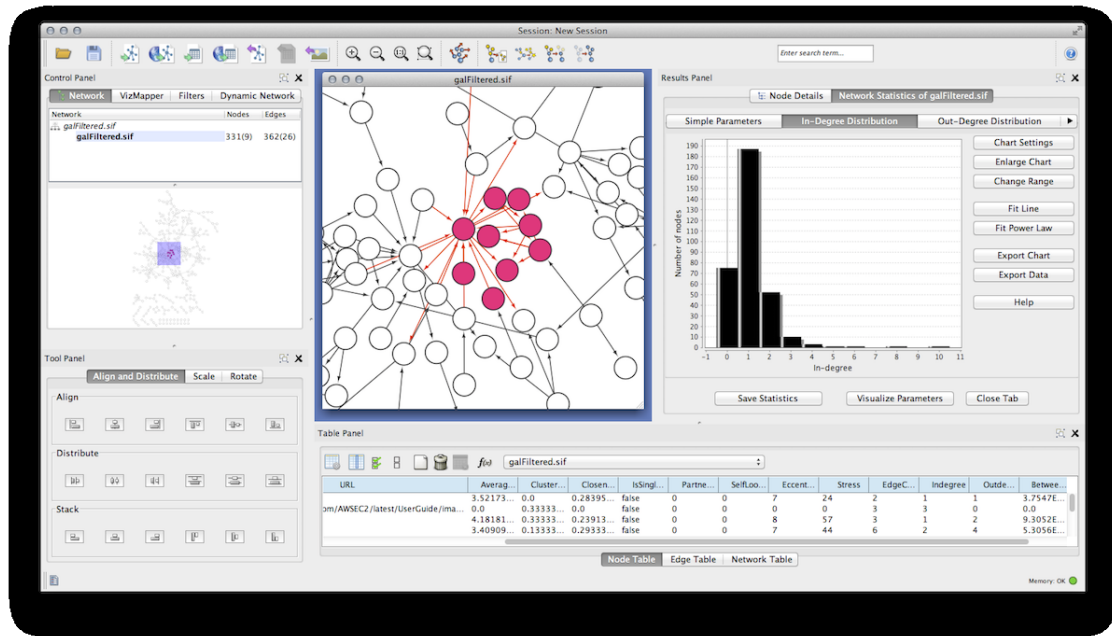 Session: New Session
Enter search term...
Control Panel
Network VizMapper Filters Dynamic Network
Network Nodes Edges
galFiltered.sif
galFiltered.sif 331(9) 362(26)
Tool Panel
Align and Distribute Scale Rotate
Align
Distribute
Stack
galFiltered.sif
Results Panel
Node Details Network Statistics of galFiltered.sif
Simple Parameters In-Degree Distribution Out-Degree Distribution
190
180
170
160
150
140
130
120
110
100
90
80
70
60
50
40
30
20
10
0
Number of nodes
-1 0 1 2 3 4 5 6 7 8 9 10 11
In-degree
Chart Settings
Enlarge Chart
Change Range
Fit Line
Fit Power Law
Export Chart
Export Data
Help
Save Statistics Visualize Parameters Close Tab
Table Panel
f(x) galFiltered.sif
URL Averag... Cluster... Closen... IsSingl... Partne... SelfLoo... Eccent... Stress EdgeC... Indegree Outde... Betwee...
3.52173... 0.0 0.28395... false 0 0 7 24 2 1 1 3.7547E...
om/AWSEC2/latest/UserGuide/ima... 0.0 0.33333... 0.0 false 0 0 0 0 3 3 0 0.0
4.18181... 0.33333... 0.23913... false 0 0 8 57 3 1 2 9.3052E...
3.40909... 0.13333... 0.29333... false 0 0 7 44 6 2 4 5.3056E...
Node Table Edge Table Network Table
Memory: OK